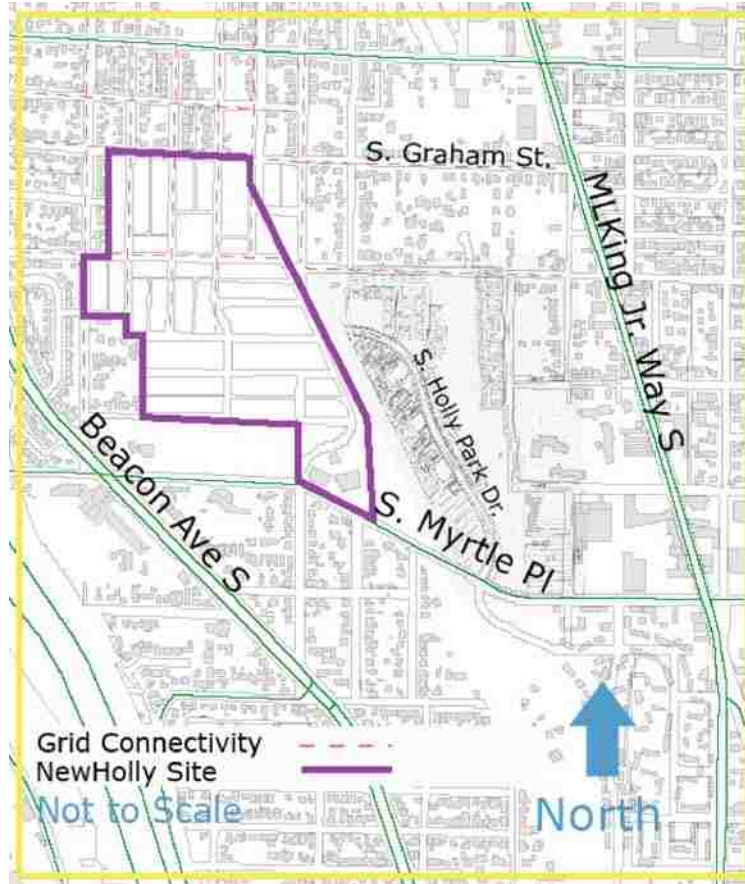 S. Graham St.
MLKing Jr. Way S
S. Holly Park Dr.
Beacon Ave S
S. Myrtle Pl
Grid Connectivity
NewHolly Site
Not to Scale
North